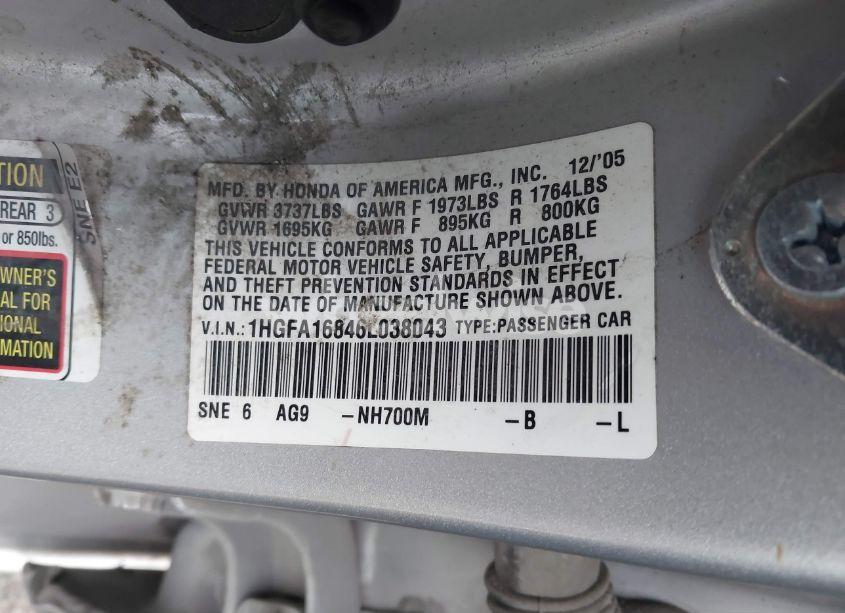 TION
REAR 3
or 850lbs.
WNER'S
AL FOR
IONAL
RMATION
SNE E2
MFD. BY HONDA OF AMERICA MFG., INC. 12/'05
GVWR 3737LBS GAWR F 1973LBS R 1764LBS
GVWR 1695KG GAWR F 895KG R 800KG
THIS VEHICLE CONFORMS TO ALL APPLICABLE
FEDERAL MOTOR VEHICLE SAFETY, BUMPER,
AND THEFT PREVENTION STANDARDS IN EFFECT
ON THE DATE OF MANUFACTURE SHOWN ABOVE.
V.I.N.:1HGFA16846L038043 TYPE:PASSENGER CAR
SNE 6 AG9 -NH700M -B -L